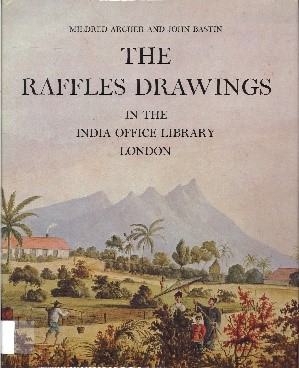 MILDRED ARCHER AND JOHN BASTIN
THE
RAFFLES DRAWINGS
IN THE
INDIA OFFICE LIBRARY
LONDON